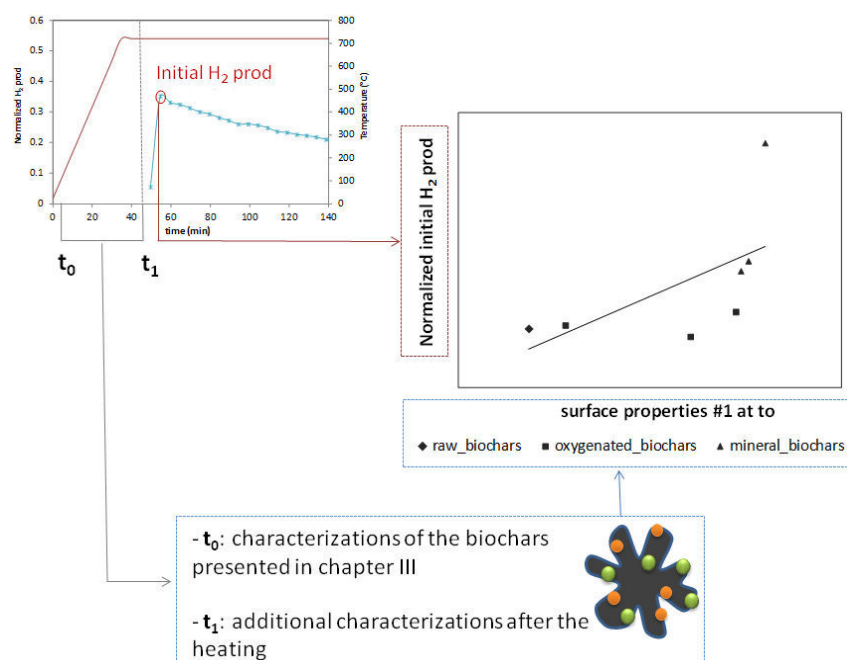 0.6
0.5
0.4
0.3
0.2
0.1
0
Normalized H2 prod
800
700
600
500
400
300
200
100
0
Temperature (°C)
Initial H2 prod
0 20 40 60 80 100 120 140
time (min)
t0
t1
Normalized initial H2 prod
surface properties #1 at to
raw_biochars oxygenated_biochars mineral_biochars
- t0: characterizations of the biochars
presented in chapter III
- t1: additional characterizations after the
heating